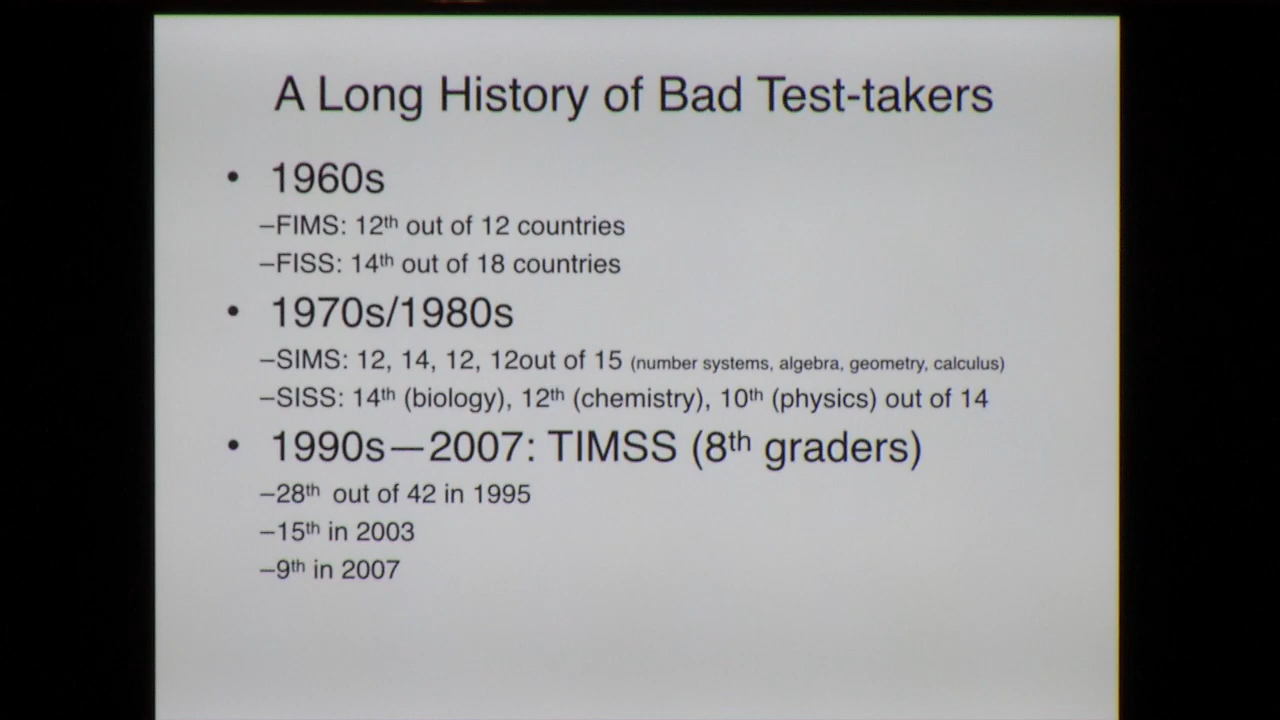 A Long History of Bad Test-takers
• 1960s
–FIMS: 12th out of 12 countries
–FISS: 14th out of 18 countries
• 1970s/1980s
–SIMS: 12, 14, 12, 12out of 15 (number systems, algebra, geometry, calculus)
–SISS: 14th (biology), 12th (chemistry), 10th (physics) out of 14
• 1990s—2007: TIMSS (8th graders)
–28th out of 42 in 1995
–15th in 2003
–9th in 2007